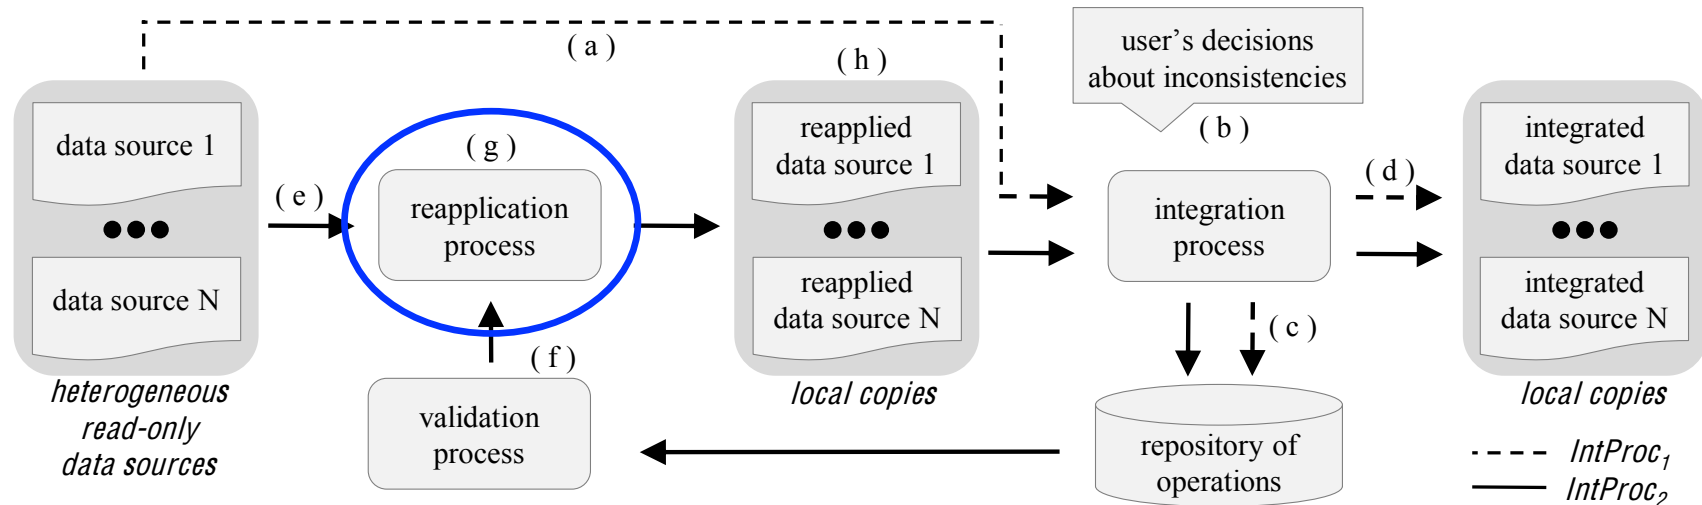 ( a )
( h )
user's decisions
about inconsistencies
( b )
data source 1
data source N
heterogeneous
read-only
data sources
( e )
( g )
reapplication
process
( f )
validation
process
reapplied
data source 1
reapplied
data source N
local copies
integration
process
( c )
repository of
operations
( d )
integrated
data source 1
integrated
data source N
local copies
IntProc1
IntProc2